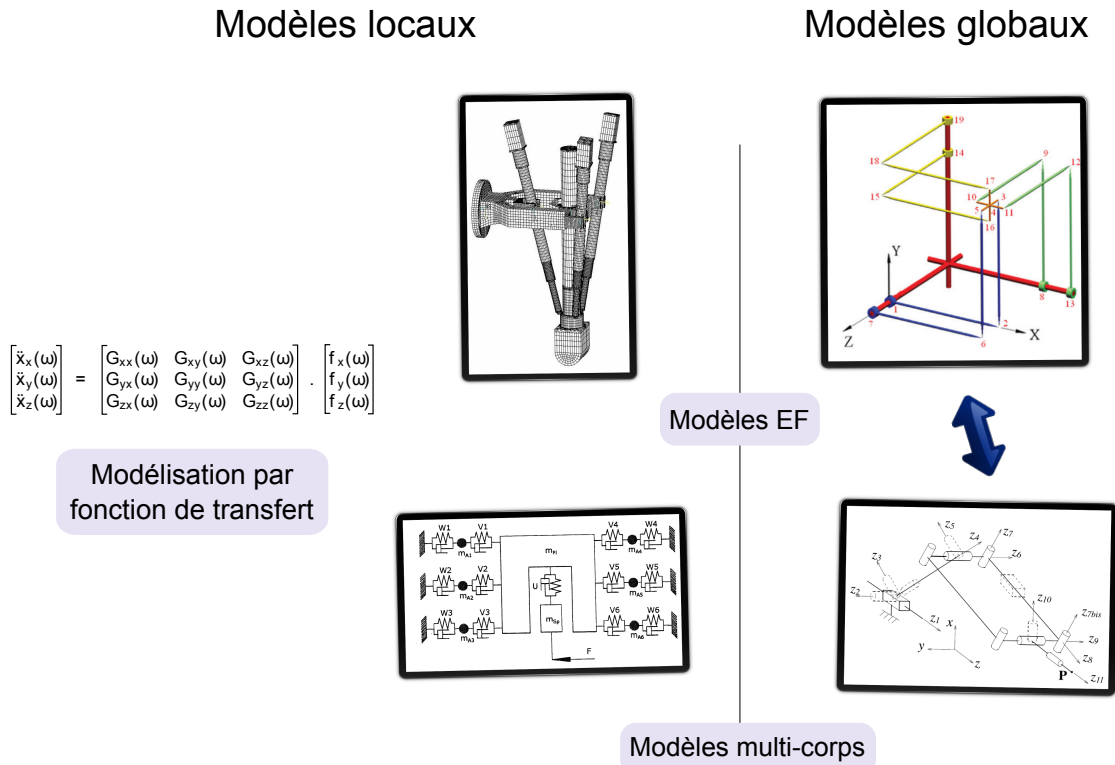 Modèles locaux
Modèles globaux
19
14
18
15
17
10
3
5
4
11
16
9
12
Y
1
7
Z
2
6
X
8
13
ẍx(ω) Gxx(ω) Gxy(ω) Gxz(ω) fx(ω)
ẍy(ω) = Gyx(ω) Gyy(ω) Gyz(ω) . fy(ω)
ẍz(ω) Gzx(ω) Gzy(ω) Gzz(ω) fz(ω)
Modèles EF
Modélisation par
fonction de transfert
W1 V1 V4 W4
mA1 mPl mA4
W2 V2 U V5 W5
mA2 mSp mA5
W3 V3 V6 W6
mA3 mA6
F
z5
z7
z4
z3
z6
z2
z10
z1
x
z7bis
y
z9
z
z8
P
z11
Modèles multi-corps